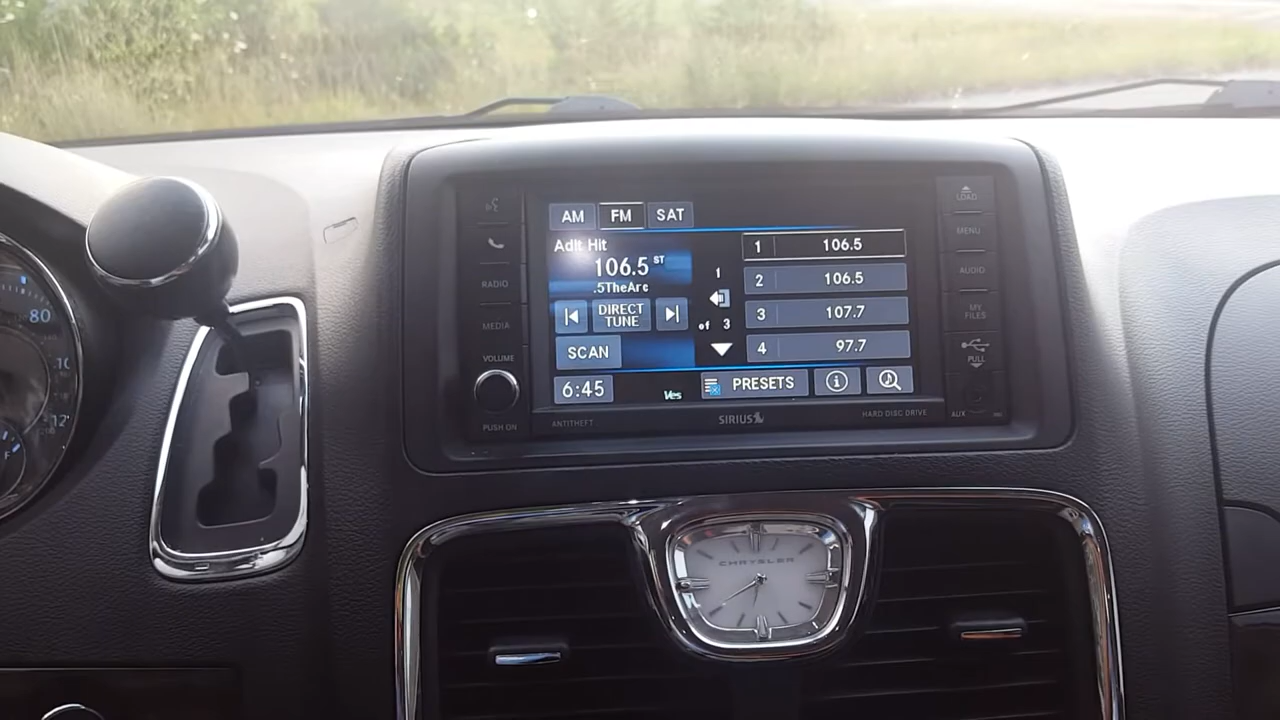 AM FM SAT
Adlt Hit
106.5 ST
.5TheArc
DIRECT
TUNE
SCAN
6:45
1
of 3
1 106.5
2 106.5
3 107.7
4 97.7
Ves
PRESETS
RADIO
MEDIA
VOLUME
PUSH ON
LOAD
MENU
AUDIO
MY
FILES
PULL
AUX
ANTITHEFT
SIRIUS
HARD DISC DRIVE
CHRYSLER
80
F